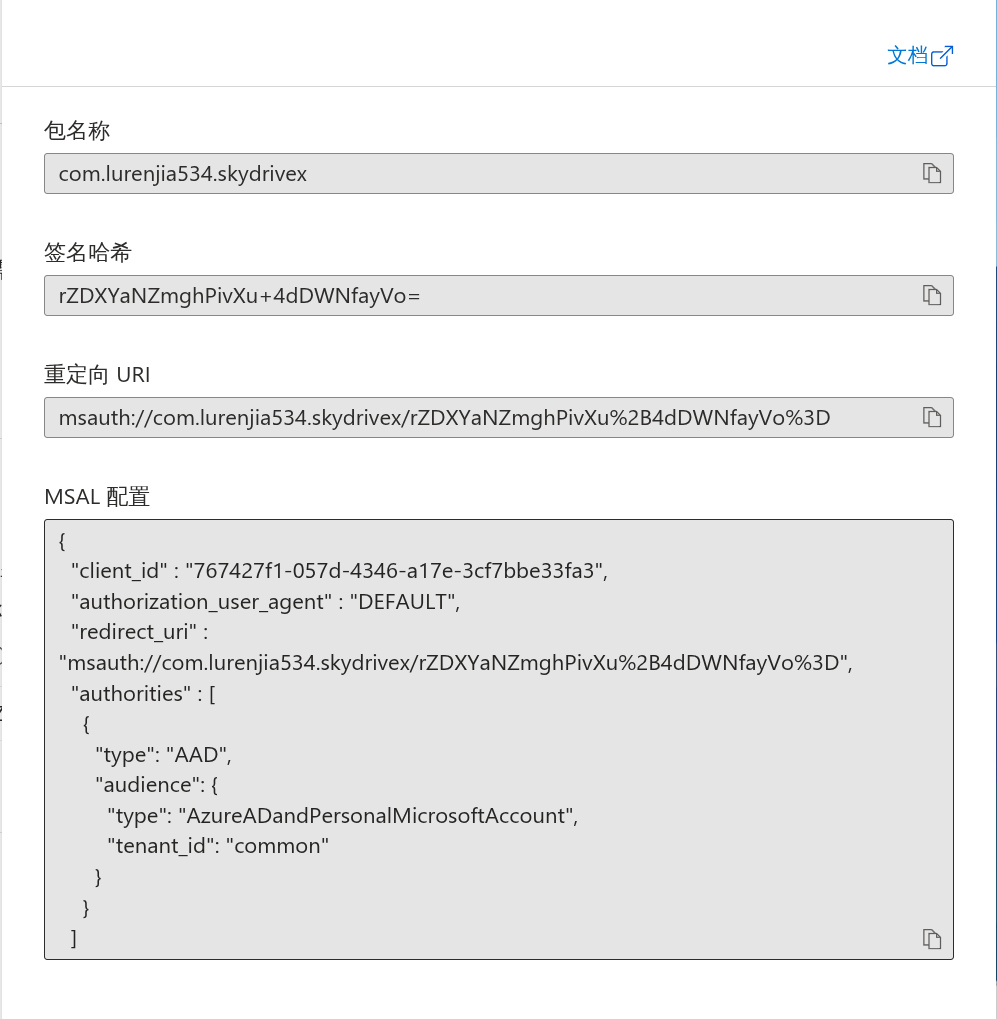 文档
包名称
com.lurenjia534.skydrivex
签名哈希
rZDXYaNZmghPivXu+4dDWNfayVo=
重定向 URI
msauth://com.lurenjia534.skydrivex/rZDXYaNZmghPivXu%2B4dDWNfayVo%3D
MSAL 配置
{
"client_id" : "767427f1-057d-4346-a17e-3cf7bbe33fa3",
"authorization_user_agent" : "DEFAULT",
"redirect_uri" :
"msauth://com.lurenjia534.skydrivex/rZDXYaNZmghPivXu%2B4dDWNfayVo%3D",
"authorities" : [
{
"type": "AAD",
"audience": {
"type": "AzureADandPersonalMicrosoftAccount",
"tenant_id": "common"
}
}
]